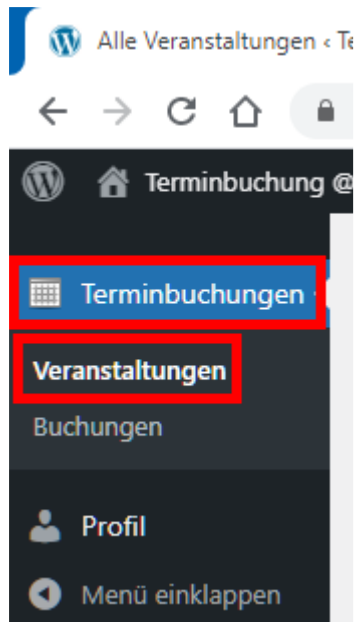 Alle Veranstaltungen ‹ Te
Terminbuchung @
Terminbuchungen
Veranstaltungen
Buchungen
Profil
Menü einklappen